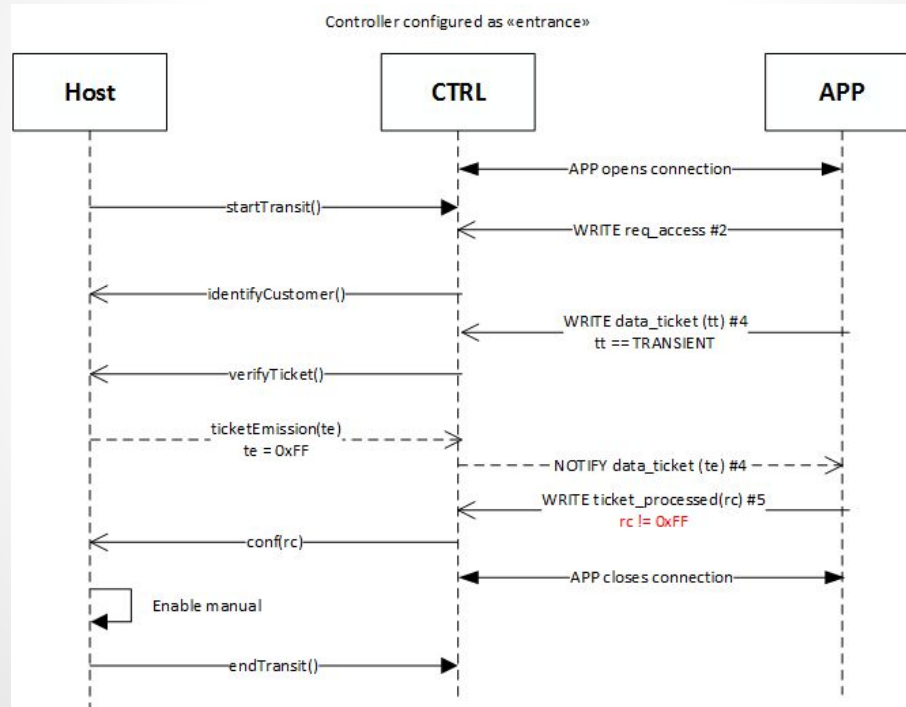 Controller configured as «entrance»
Host
CTRL
APP
APP opens connection
startTransit()
WRITE req_access #2
identifyCustomer()
WRITE data_ticket (tt) #4
tt == TRANSIENT
verifyTicket()
ticketEmission(te)
te = 0xFF
NOTIFY data_ticket (te) #4
WRITE ticket_processed(rc) #5
rc != 0xFF
conf(rc)
APP closes connection
Enable manual
endTransit()